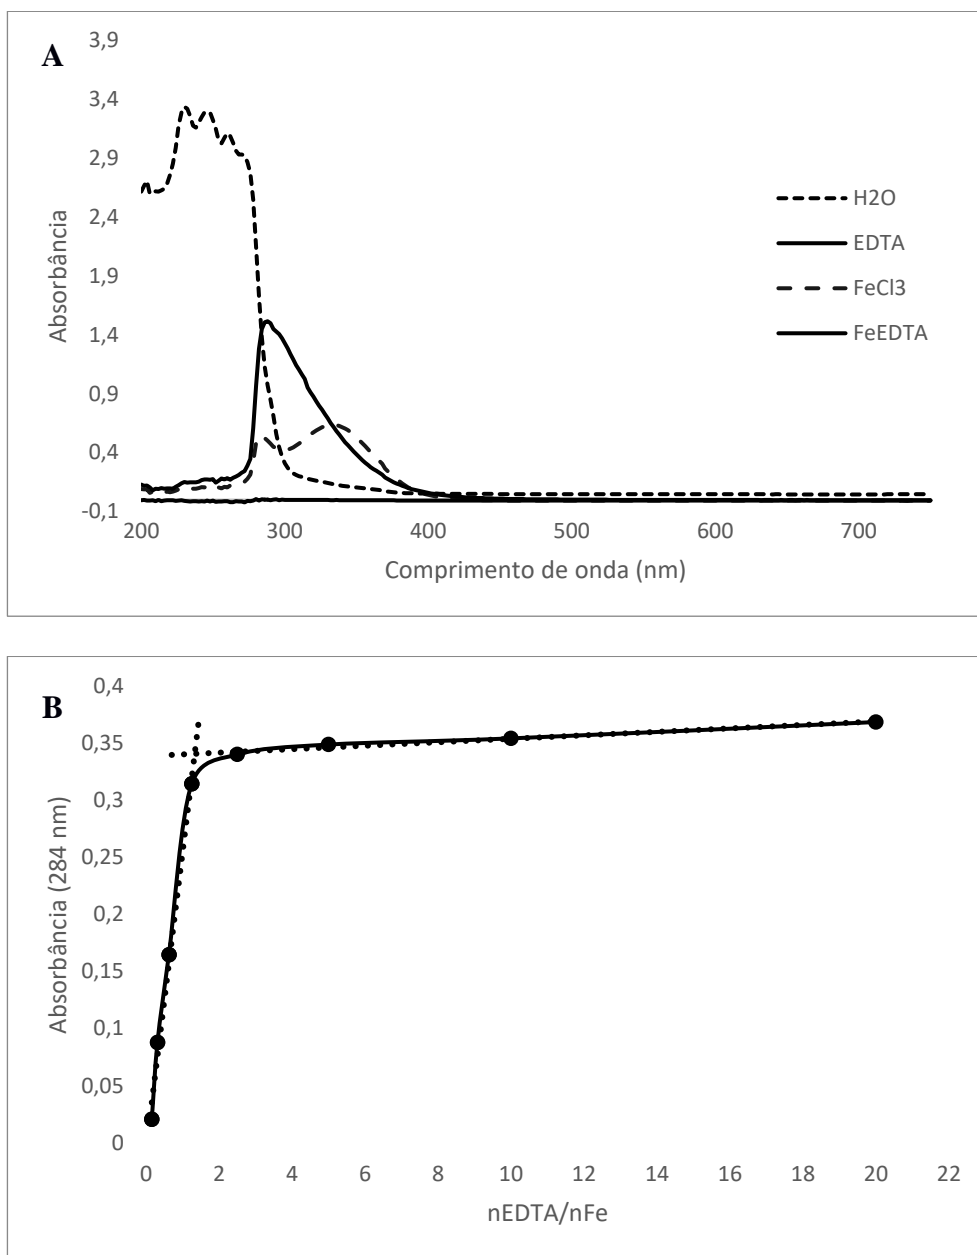 A
3,9
3,4
2,9
2,4
1,9
1,4
0,9
0,4
-0,1
Absorbância
200 300 400 500 600 700
Comprimento de onda (nm)
H2O
EDTA
FeCl3
FeEDTA
B
0,4
0,35
0,3
0,25
0,2
0,15
0,1
0,05
0
Absorbância (284 nm)
0 2 4 6 8 10 12 14 16 18 20 22
nEDTA/nFe